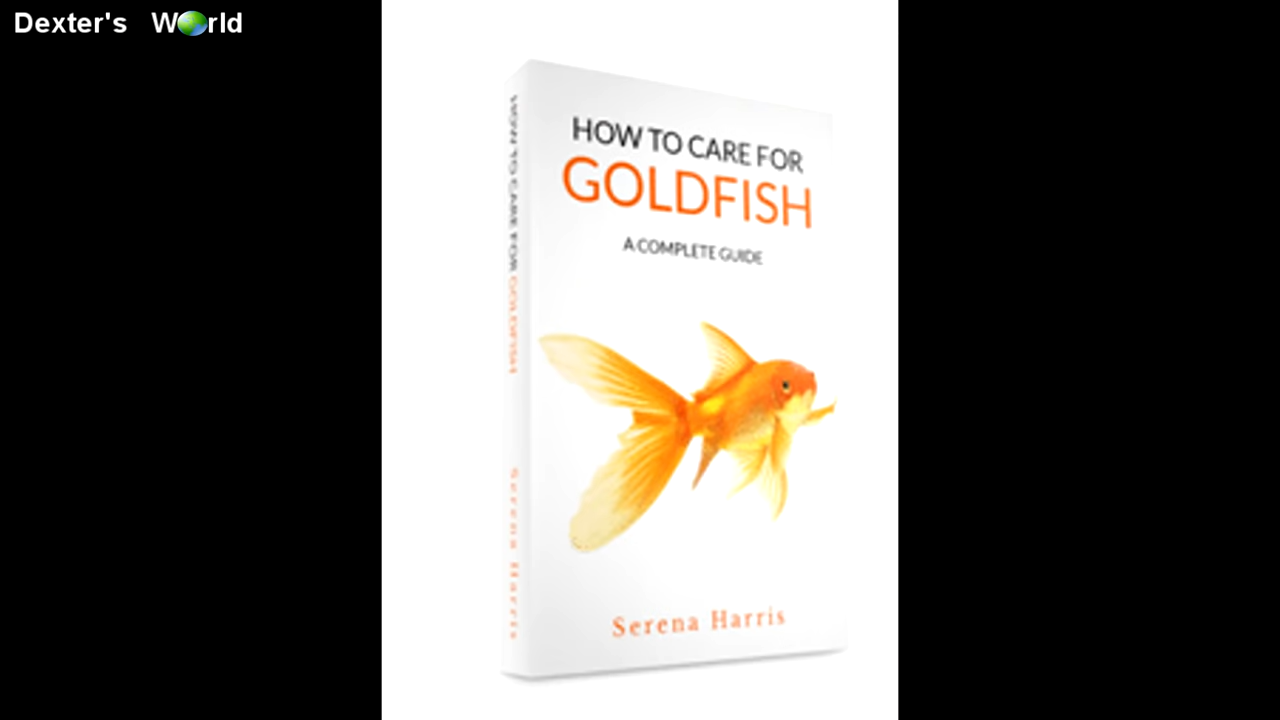 Dexter's World
HOW TO CARE FOR
GOLDFISH
A COMPLETE GUIDE
Serena Harris
HOW TO CARE FOR GOLDFISH
Serena Harris